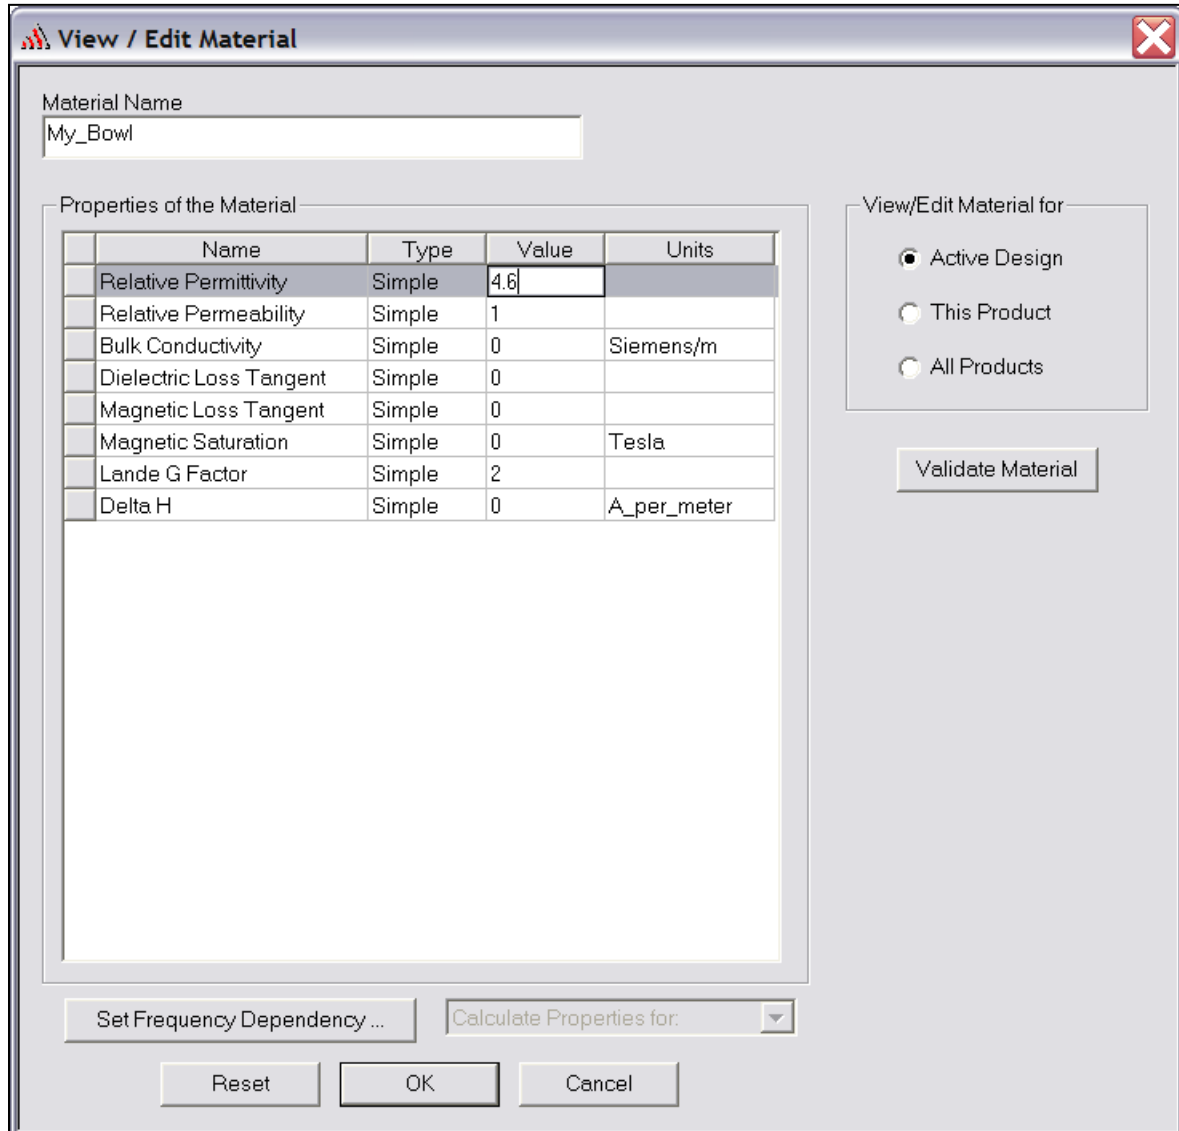 View / Edit Material
Material Name
My_Bowl
Properties of the Material
Name Type Value Units
Relative Permittivity Simple 4.6
Relative Permeability Simple 1
Bulk Conductivity Simple 0 Siemens/m
Dielectric Loss Tangent Simple 0
Magnetic Loss Tangent Simple 0
Magnetic Saturation Simple 0 Tesla
Lande G Factor Simple 2
Delta H Simple 0 A_per_meter
View/Edit Material for
Active Design
This Product
All Products
Validate Material
Set Frequency Dependency ...
Calculate Properties for:
Reset OK Cancel